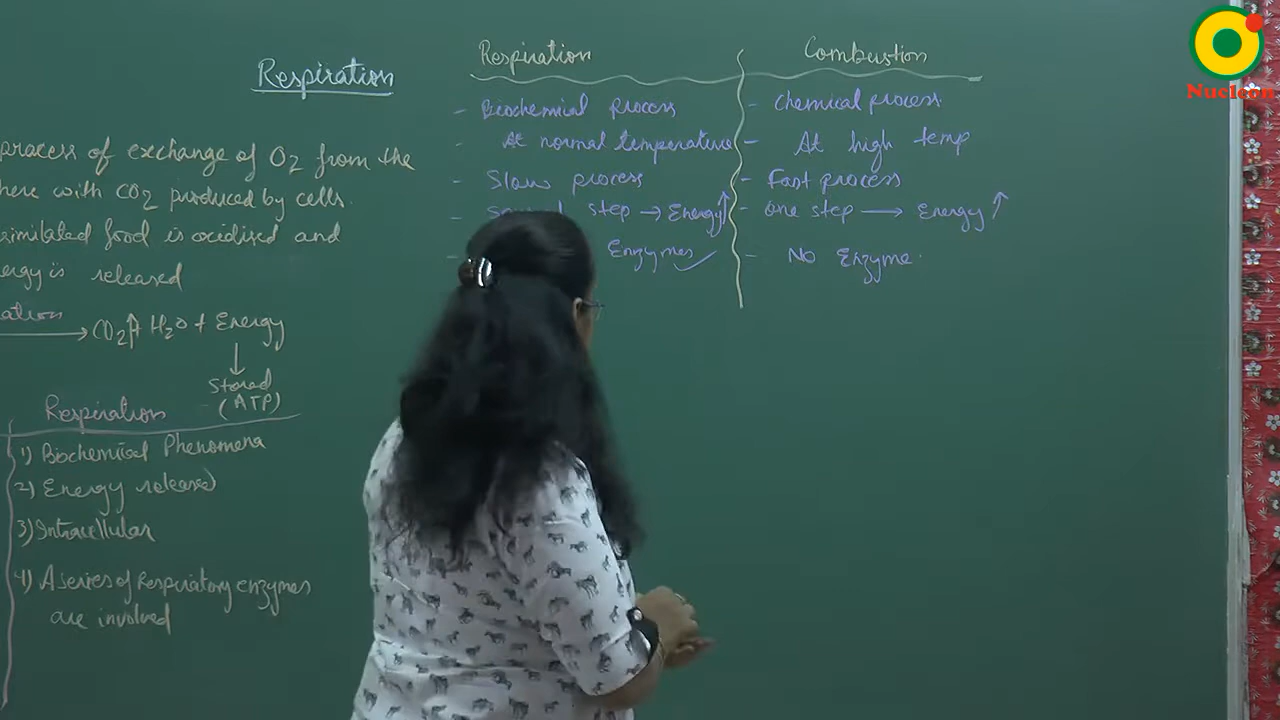 Respiration
process of exchange of O2 from the
here with CO2 produced by cells.
similated food is oxidised and
ergy is released
ation
→ CO2↑ + H2O + Energy
↓
Stored
(ATP)
Respiration
1) Biochemical Phenomena
2) Energy released
3) Intracellular
4) A series of Respiratory enzymes
are involved
Respiration
- Biochemical process
- At normal temperature
- Slow process
- step → Energy↑
- Enzymes ✓
Combustion
- Chemical process
- At high temp
- Fast process
- one step → Energy ↑
- No Enzyme.
Nucleon